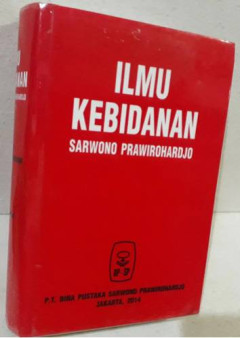 ILMU
KEBIDANAN
SARWONO PRAWIROHARDJO
P.T. BINA PUSTAKA SARWONO PRAWIROHARDJO
JAKARTA, 2014